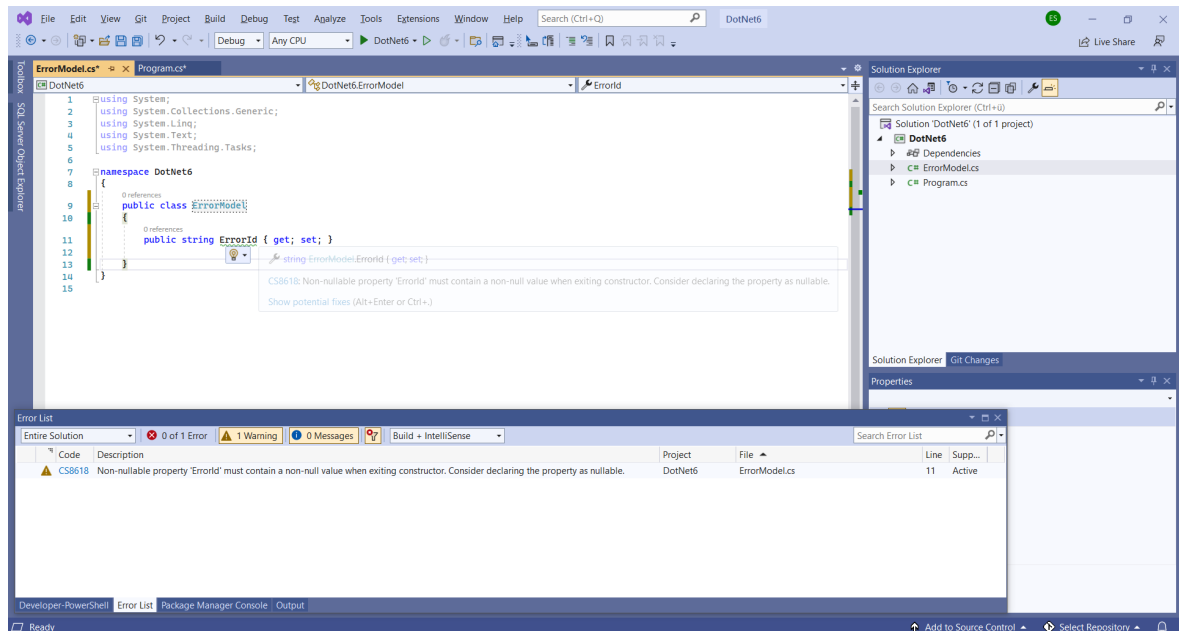 File Edit View Git Project Build Debug Test Analyze Tools Extensions Window Help Search (Ctrl+Q) DotNet6 ES
Debug Any CPU DotNet6 Live Share
Toolbox
SQL Server Object Explorer
ErrorModel.cs* Program.cs*
DotNet6 DotNet6.ErrorModel ErrorId
1 using System;
2 using System.Collections.Generic;
3 using System.Linq;
4 using System.Text;
5 using System.Threading.Tasks;
6
7 namespace DotNet6
8 {
0 references
9 public class ErrorModel
10 {
0 references
11 public string ErrorId { get; set; }
12
13 }
14 }
15
string ErrorModel.ErrorId { get; set; }
CS8618: Non-nullable property 'ErrorId' must contain a non-null value when exiting constructor. Consider declaring the property as nullable.
Show potential fixes (Alt+Enter or Ctrl+.)
Solution Explorer
Search Solution Explorer (Ctrl+ü)
Solution 'DotNet6' (1 of 1 project)
DotNet6
Dependencies
C# ErrorModel.cs
C# Program.cs
Solution Explorer Git Changes
Properties
Error List
Entire Solution 0 of 1 Error 1 Warning 0 Messages Build + IntelliSense Search Error List
Code Description Project File Line Supp...
CS8618 Non-nullable property 'ErrorId' must contain a non-null value when exiting constructor. Consider declaring the property as nullable. DotNet6 ErrorModel.cs 11 Active
Developer-PowerShell Error List Package Manager Console Output
Ready Add to Source Control Select Repository